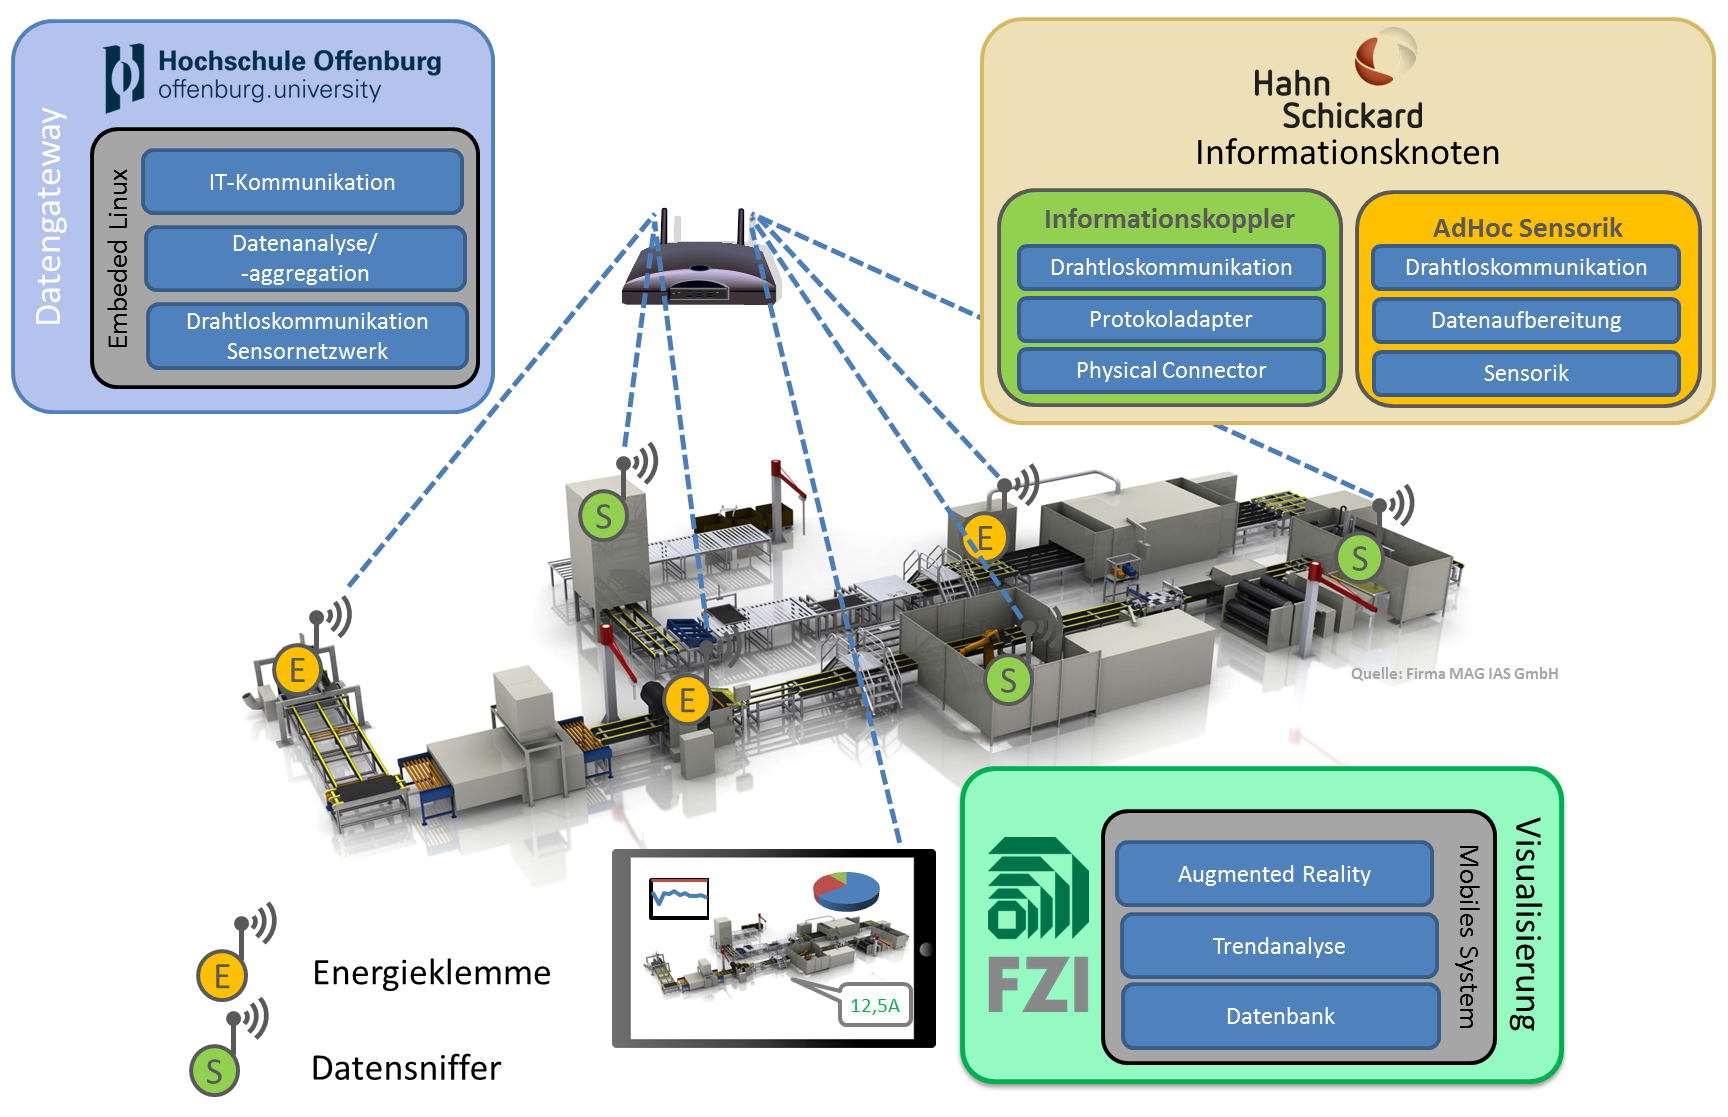 Hochschule Offenburg
offenburg.university
Datengateway
Embeded Linux
IT-Kommunikation
Datenanalyse/
-aggregation
Drahtloskommunikation
Sensornetzwerk
Hahn
Schickard
Informationsknoten
Informationskoppler
Drahtloskommunikation
Protokoladapter
Physical Connector
AdHoc Sensorik
Drahtloskommunikation
Datenaufbereitung
Sensorik
S
E
S
E
E
S
Quelle: Firma MAG IAS GmbH
FZI
Augmented Reality
Trendanalyse
Datenbank
Mobiles System
Visualisierung
12,5A
E
Energieklemme
S
Datensniffer